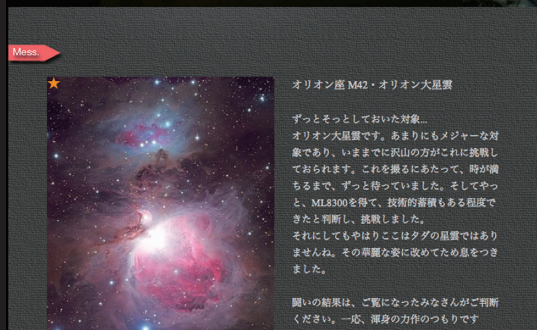 Mess.
オリオン座 M42・オリオン大星雲
ずっとそっとしておいた対象...
オリオン大星雲です。あまりにもメジャーな対
象であり、いままでに沢山の方がこれに挑戦し
ておられます。これを撮るにあたって、時が満
ちるまで、ずっと待っていました。そしてやっ
と、ML8300を得て、技術的蓄積もある程度で
きたと判断し、挑戦しました。
それにしてもやはりここはタダの星雲ではあり
ませんね。その華麗な姿に改めてため息をつき
ました。
闘いの結果は、ご覧になったみなさんがご判断
ください。一応、渾身の力作のつもりです